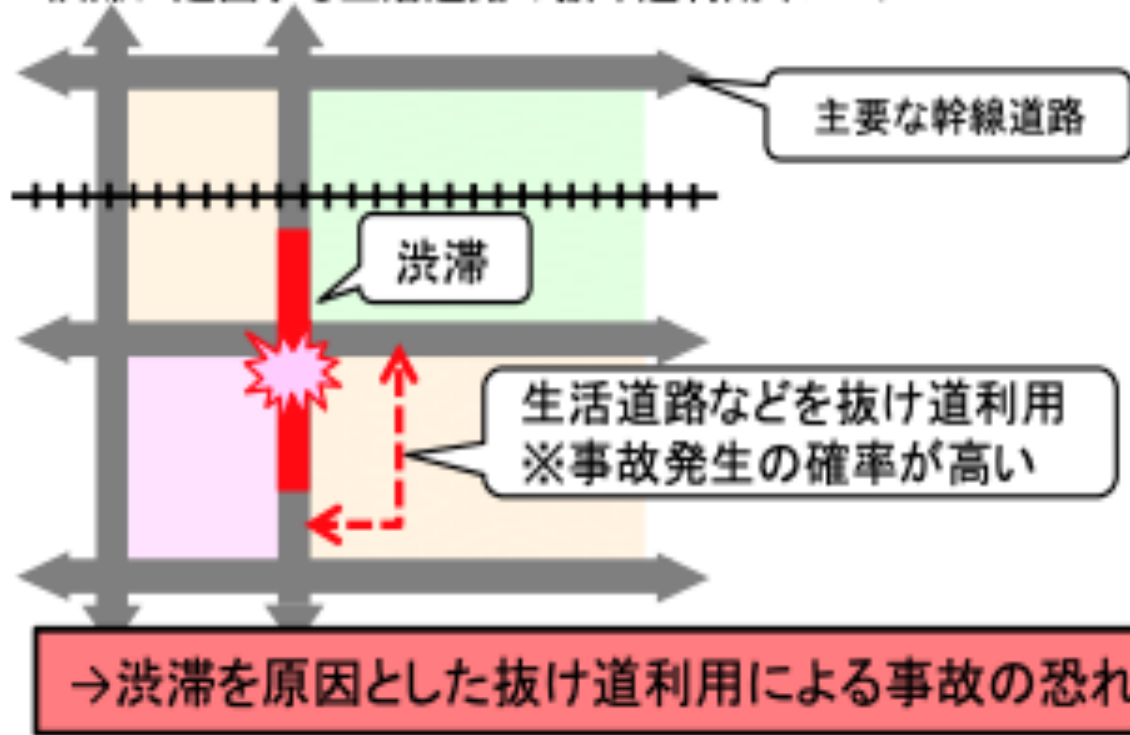 主要な幹線道路
渋滞
生活道路などを抜け道利用
※事故発生の確率が高い
→渋滞を原因とした抜け道利用による事故の恐れ